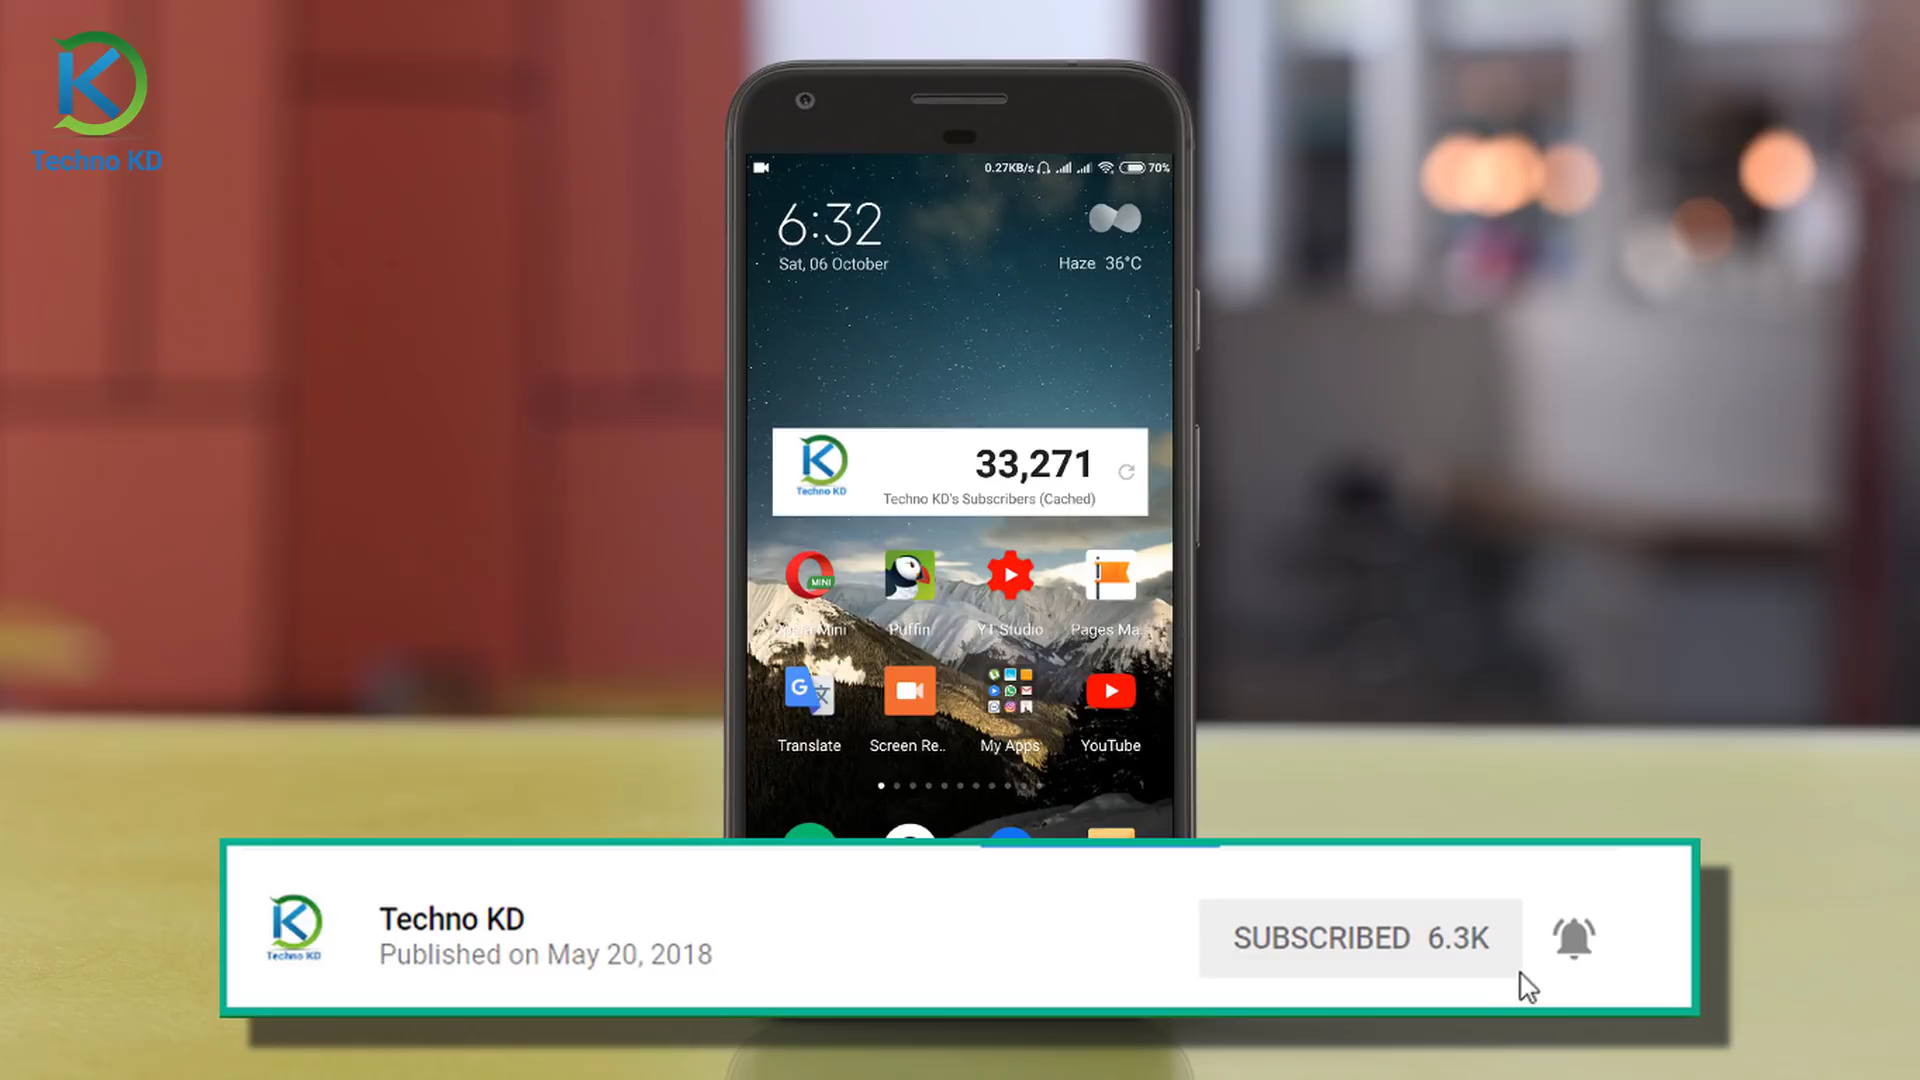 Techno KD
0.27KB/s 70%
6:32
Sat, 06 October
Haze 36°C
33,271
Techno KD
Techno KD's Subscribers (Cached)
MINI
Opera Mini Puffin YT Studio Pages Ma..
G 文
Translate Screen Re.. My Apps YouTube
Techno KD
Published on May 20, 2018
SUBSCRIBED 6.3K
Techno KD